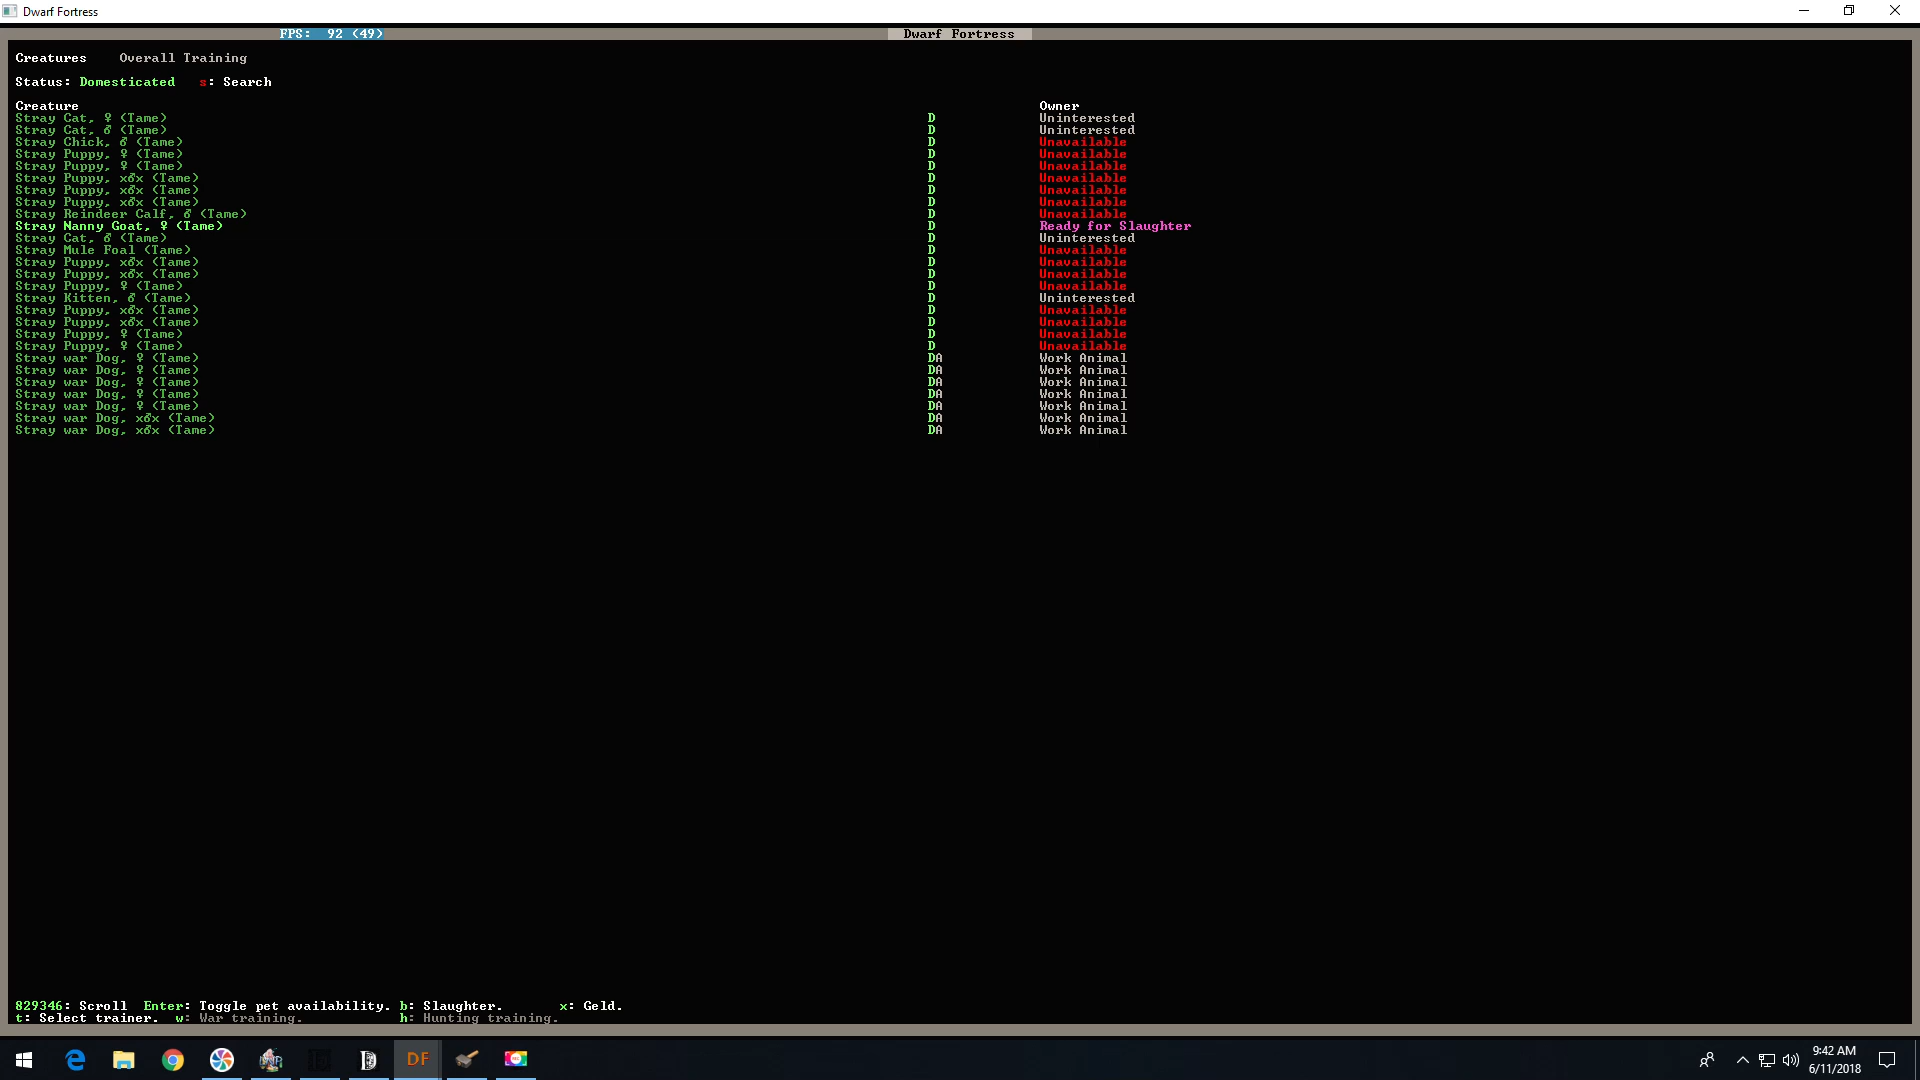 Dwarf Fortress
FPS:  92 (49)
Dwarf Fortress
Creatures    Overall Training
Status: Domesticated   s: Search
Creature    Owner
Stray Cat, ♀ (Tame)    D    Uninterested
Stray Cat, ♂ (Tame)    D    Uninterested
Stray Chick, ♂ (Tame)    D    Unavailable
Stray Puppy, ♀ (Tame)    D    Unavailable
Stray Puppy, ♀ (Tame)    D    Unavailable
Stray Puppy, x♂x (Tame)    D    Unavailable
Stray Puppy, x♂x (Tame)    D    Unavailable
Stray Puppy, x♂x (Tame)    D    Unavailable
Stray Reindeer Calf, ♂ (Tame)    D    Unavailable
Stray Nanny Goat, ♀ (Tame)    D    Ready for Slaughter
Stray Cat, ♂ (Tame)    D    Uninterested
Stray Mule Foal (Tame)    D    Unavailable
Stray Puppy, x♂x (Tame)    D    Unavailable
Stray Puppy, x♂x (Tame)    D    Unavailable
Stray Puppy, ♀ (Tame)    D    Unavailable
Stray Kitten, ♂ (Tame)    D    Uninterested
Stray Puppy, x♂x (Tame)    D    Unavailable
Stray Puppy, x♂x (Tame)    D    Unavailable
Stray Puppy, ♀ (Tame)    D    Unavailable
Stray Puppy, ♀ (Tame)    D    Unavailable
Stray war Dog, ♀ (Tame)    DA    Work Animal
Stray war Dog, ♀ (Tame)    DA    Work Animal
Stray war Dog, ♀ (Tame)    DA    Work Animal
Stray war Dog, ♀ (Tame)    DA    Work Animal
Stray war Dog, ♀ (Tame)    DA    Work Animal
Stray war Dog, x♂x (Tame)    DA    Work Animal
Stray war Dog, x♂x (Tame)    DA    Work Animal
829346: Scroll  Enter: Toggle pet availability. b: Slaughter.    x: Geld.
t: Select trainer.  w: War training.    h: Hunting training.
DF
9:42 AM
6/11/2018